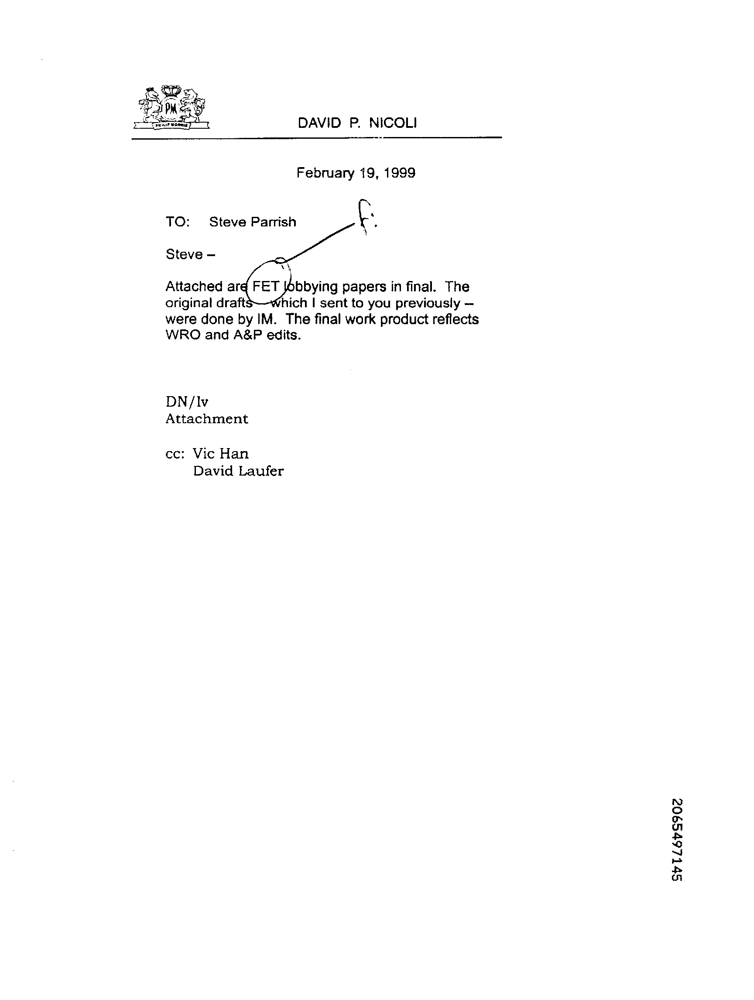 PM
PHILIP MORRIS
DAVID P. NICOLI
February 19, 1999
TO: Steve Parrish
F:
Steve –
Attached are FET lobbying papers in final. The
original drafts – which I sent to you previously –
were done by IM. The final work product reflects
WRO and A&P edits.
DN/lv
Attachment
cc: Vic Han
David Laufer
2065497145